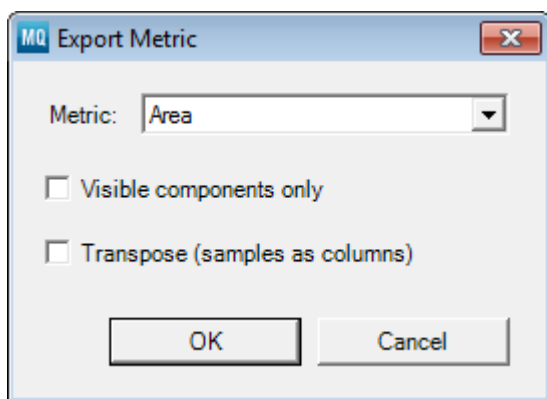 MQ Export Metric
Metric: Area
Visible components only
Transpose (samples as columns)
OK Cancel